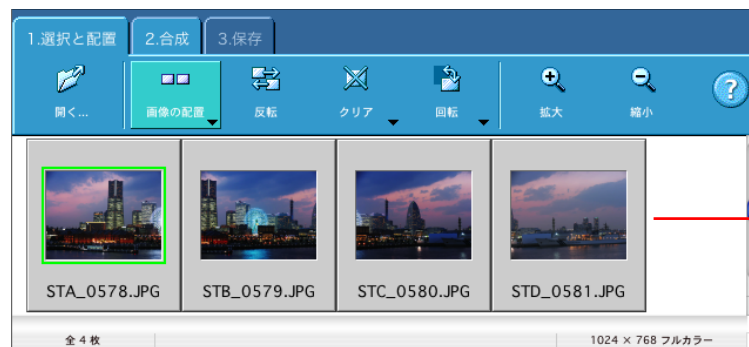 1.選択と配置 2.合成 3.保存
開く... 画像の配置 反転 クリア 回転 拡大 縮小 ?
STA_0578.JPG STB_0579.JPG STC_0580.JPG STD_0581.JPG
全 4 枚 1024 × 768 フルカラー